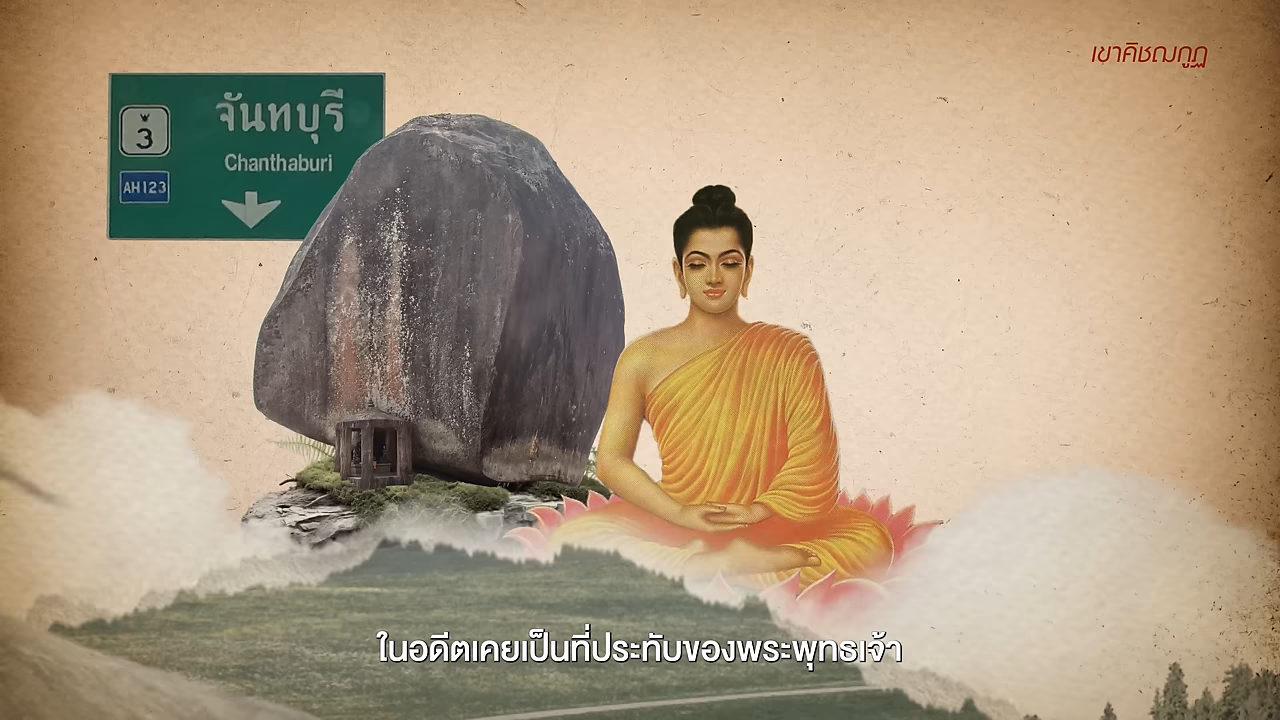 เขาคิชฌกูฏ
จันทบุรี
3
Chanthaburi
AH123
ในอดีตเคยเป็นที่ประทับของพระพุทธเจ้า